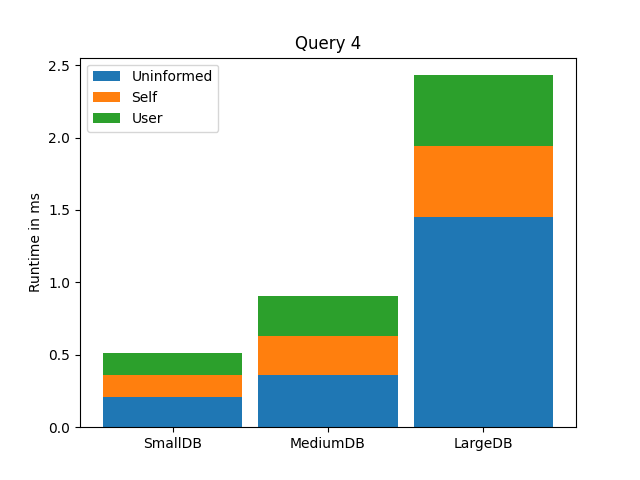 Query 4
Uninformed
Self
User
Runtime in ms
2.5
2.0
1.5
1.0
0.5
0.0
SmallDB MediumDB LargeDB